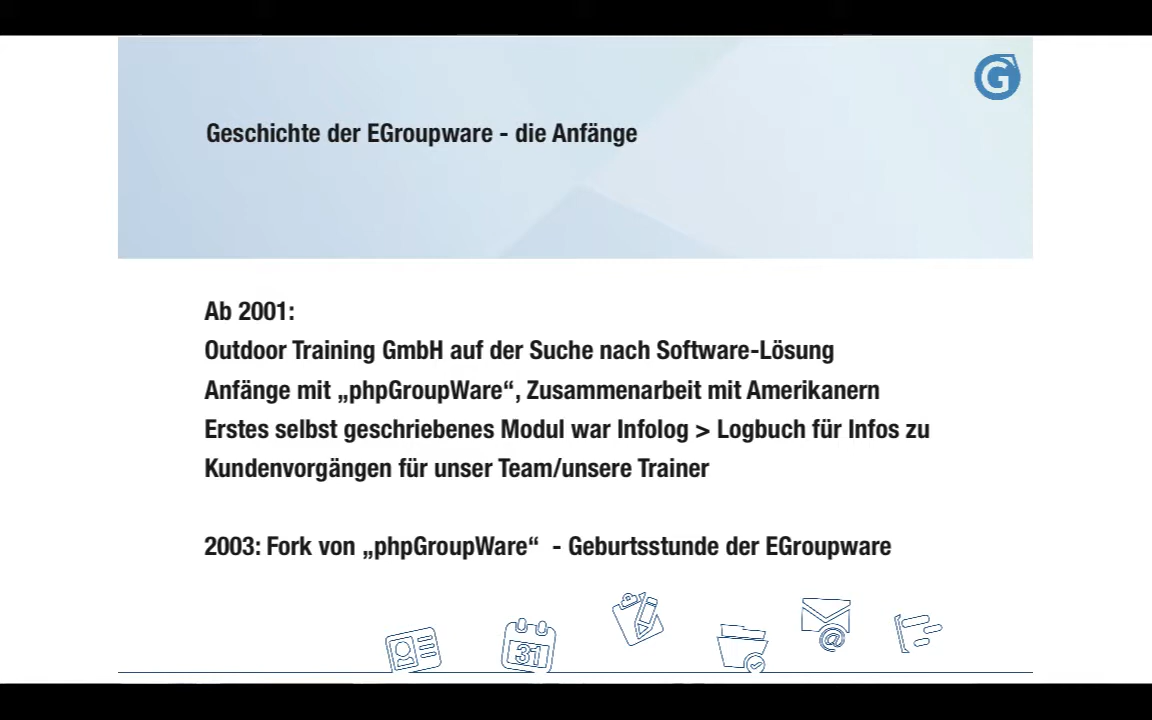 G
Geschichte der EGroupware - die Anfänge
Ab 2001:
Outdoor Training GmbH auf der Suche nach Software-Lösung
Anfänge mit „phpGroupWare“, Zusammenarbeit mit Amerikanern
Erstes selbst geschriebenes Modul war Infolog > Logbuch für Infos zu
Kundenvorgängen für unser Team/unsere Trainer
2003: Fork von „phpGroupWare“ - Geburtsstunde der EGroupware
31
@